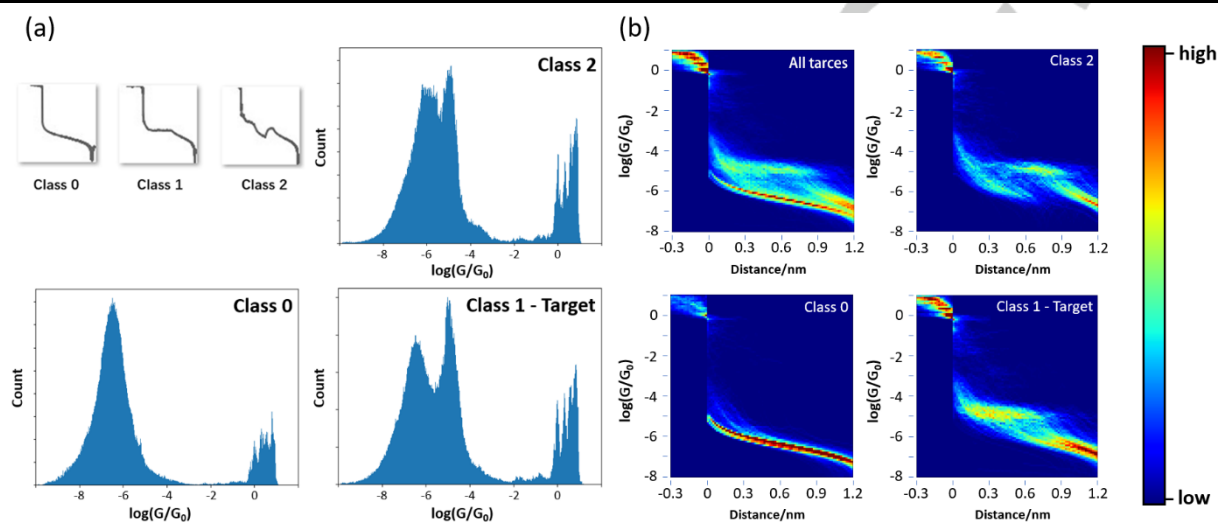 (a)
Class 0
Class 1
Class 2
Class 2
Count
-8
-6
-4
-2
0
log(G/G₀)
Class 0
Count
-8
-6
-4
-2
0
log(G/G₀)
Class 1 - Target
Count
-8
-6
-4
-2
0
log(G/G₀)
(b)
All tarces
log(G/G₀)
0
-2
-4
-6
-8
-0.3
0
0.3
0.6
0.9
1.2
Distance/nm
Class 2
log(G/G₀)
0
-2
-4
-6
-8
-0.3
0
0.3
0.6
0.9
1.2
Distance/nm
Class 0
log(G/G₀)
0
-2
-4
-6
-8
-0.3
0
0.3
0.6
0.9
1.2
Distance/nm
Class 1 - Target
log(G/G₀)
0
-2
-4
-6
-8
-0.3
0
0.3
0.6
0.9
1.2
Distance/nm
high
low